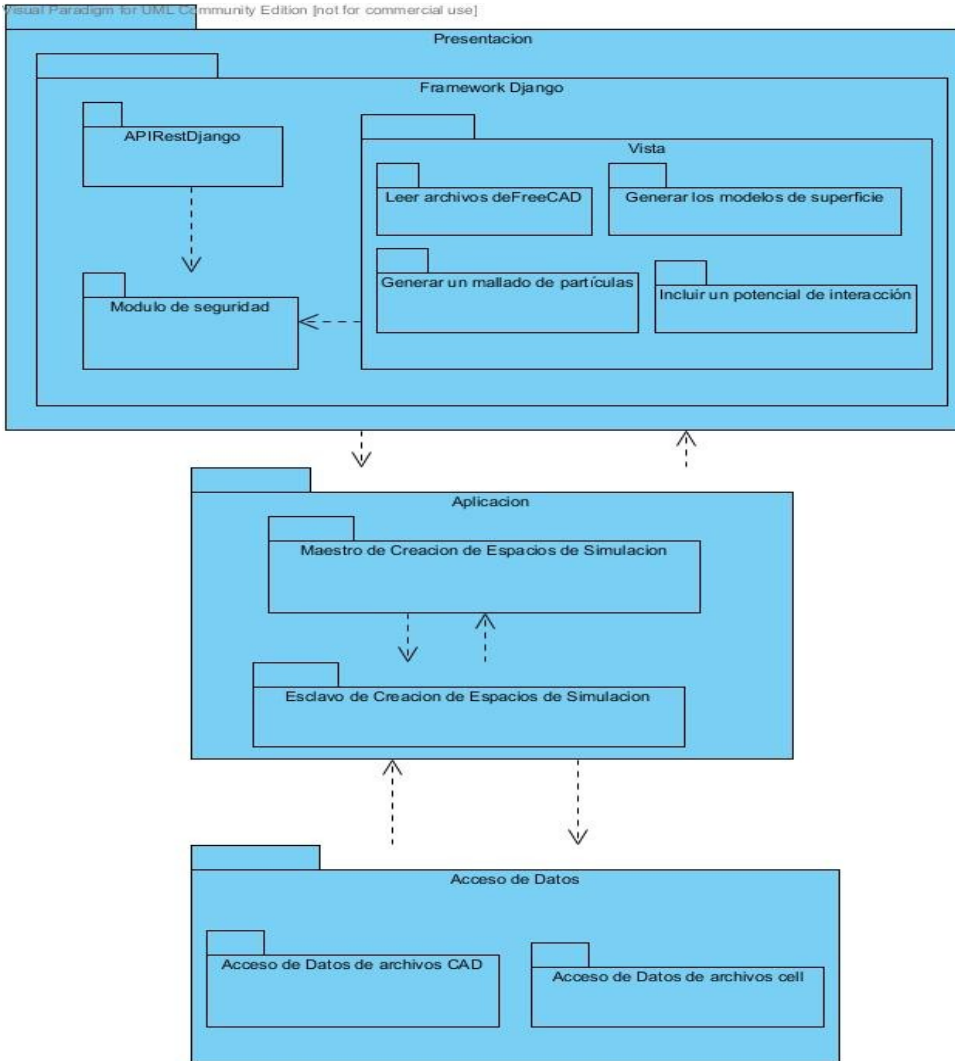 Visual Paradigm for UML Community Edition [not for commercial use]
Presentacion
Framework Django
APIRestDjango
Vista
Leer archivos deFreeCAD
Generar los modelos de superficie
Generar un mallado de partículas
Incluir un potencial de interacción
Modulo de seguridad
Aplicacion
Maestro de Creacion de Espacios de Simulacion
Esclavo de Creacion de Espacios de Simulacion
Acceso de Datos
Acceso de Datos de archivos CAD
Acceso de Datos de archivos cell